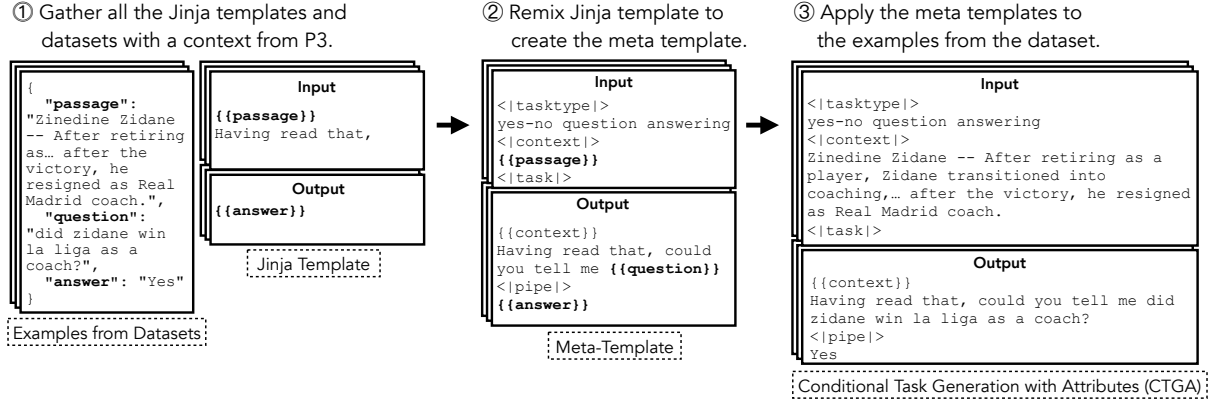 ① Gather all the Jinja templates and
datasets with a context from P3.
{
"passage":
"Zinedine Zidane
-- After retiring
as… after the
victory, he
resigned as Real
Madrid coach.",
"question":
"did zidane win
la liga as a
coach?",
"answer": "Yes"
}
Examples from Datasets
Input
{{passage}}
Having read that,
Output
{{answer}}
Jinja Template
② Remix Jinja template to
create the meta template.
Input
<|tasktype|>
yes-no question answering
<|context|>
{{passage}}
<|task|>
Output
{{context}}
Having read that, could
you tell me {{question}}
<|pipe|>
{{answer}}
Meta-Template
③ Apply the meta templates to
the examples from the dataset.
Input
<|tasktype|>
yes-no question answering
<|context|>
Zinedine Zidane -- After retiring as a
player, Zidane transitioned into
coaching,… after the victory, he resigned
as Real Madrid coach.
<|task|>
Output
{{context}}
Having read that, could you tell me did
zidane win la liga as a coach?
<|pipe|>
Yes
Conditional Task Generation with Attributes (CTGA)